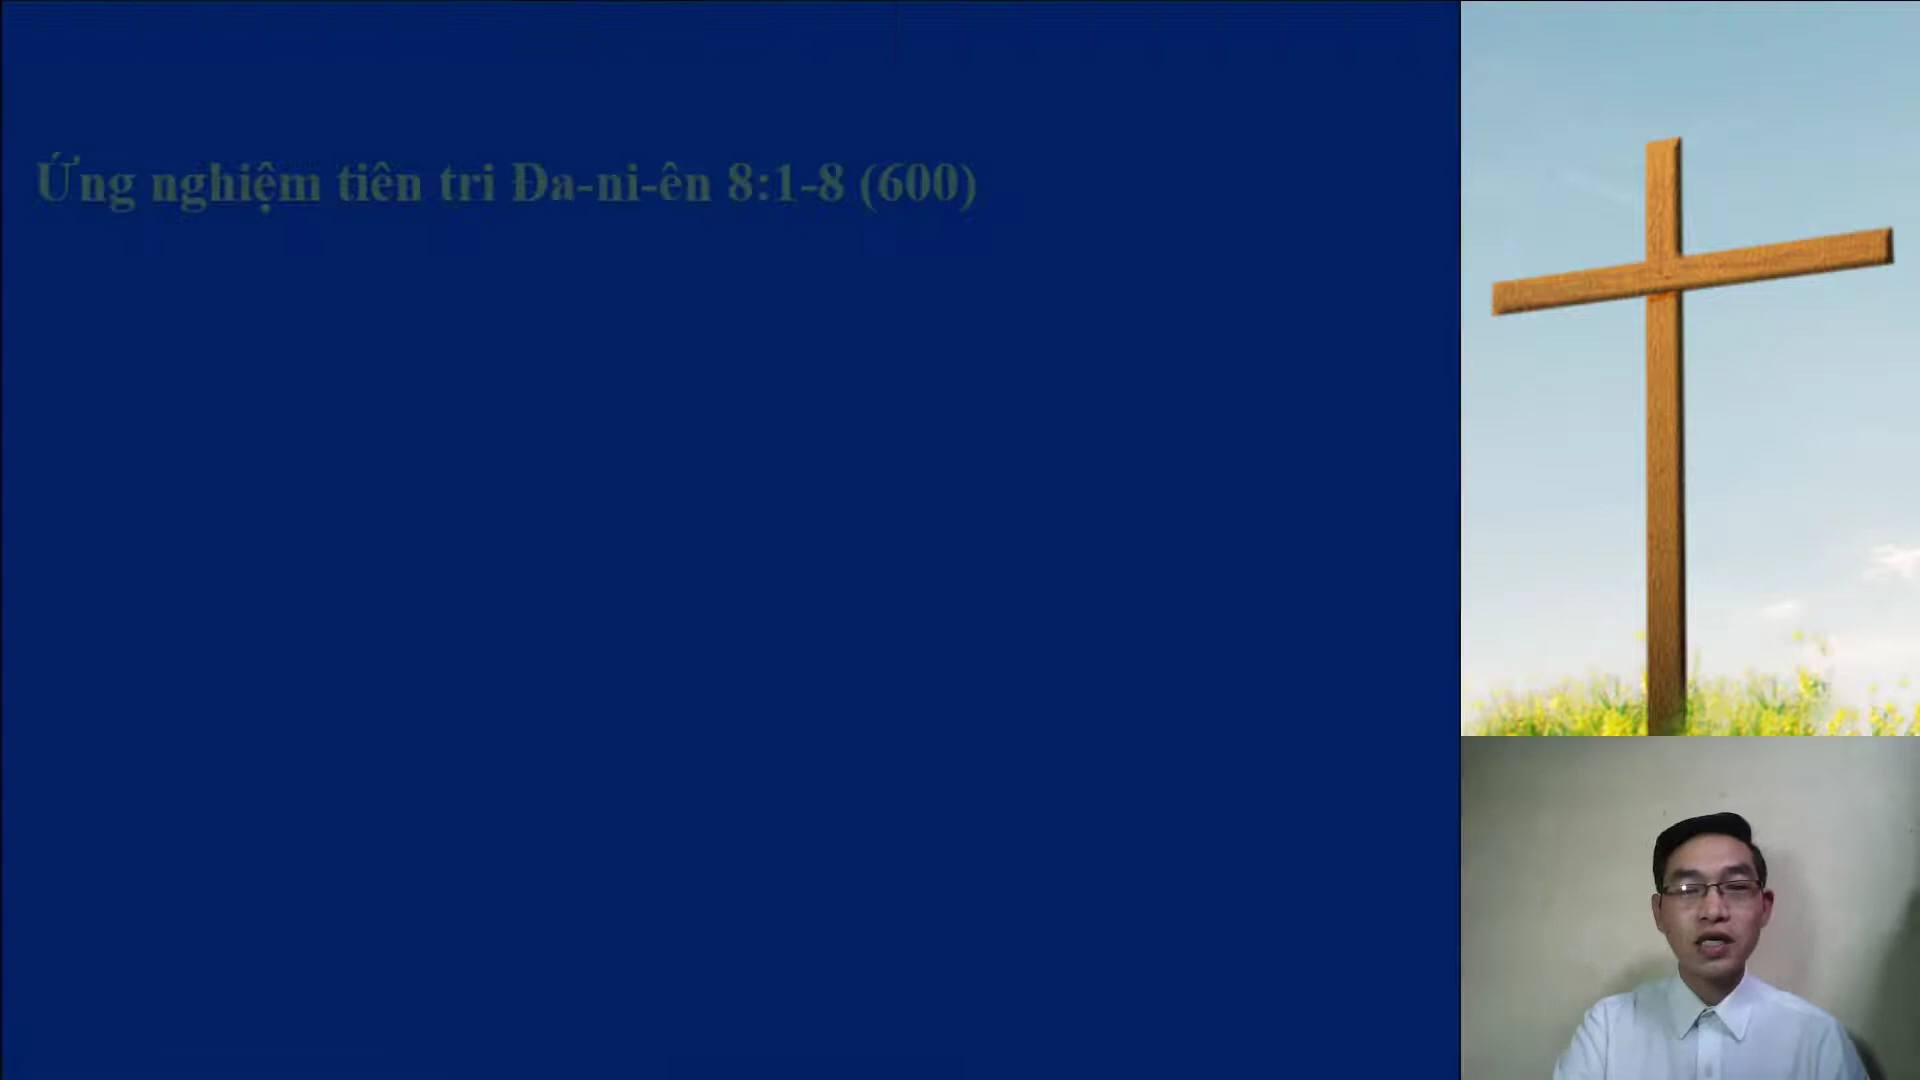 Ứng nghiệm tiên tri Đa-ni-ên 8:1-8 (600)